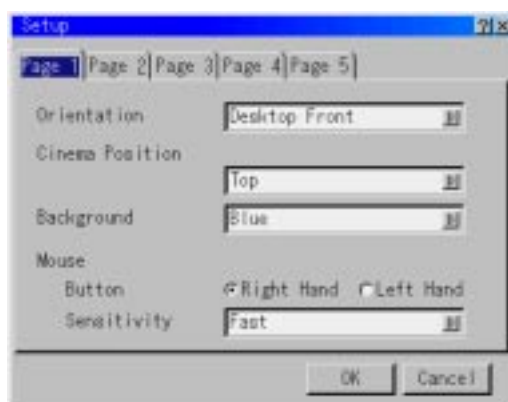 Setup
Page 1 Page 2 Page 3 Page 4 Page 5
Orientation Desktop Front
Cinema Position
Top
Background Blue
Mouse
Button Right Hand Left Hand
Sensitivity Fast
OK Cancel